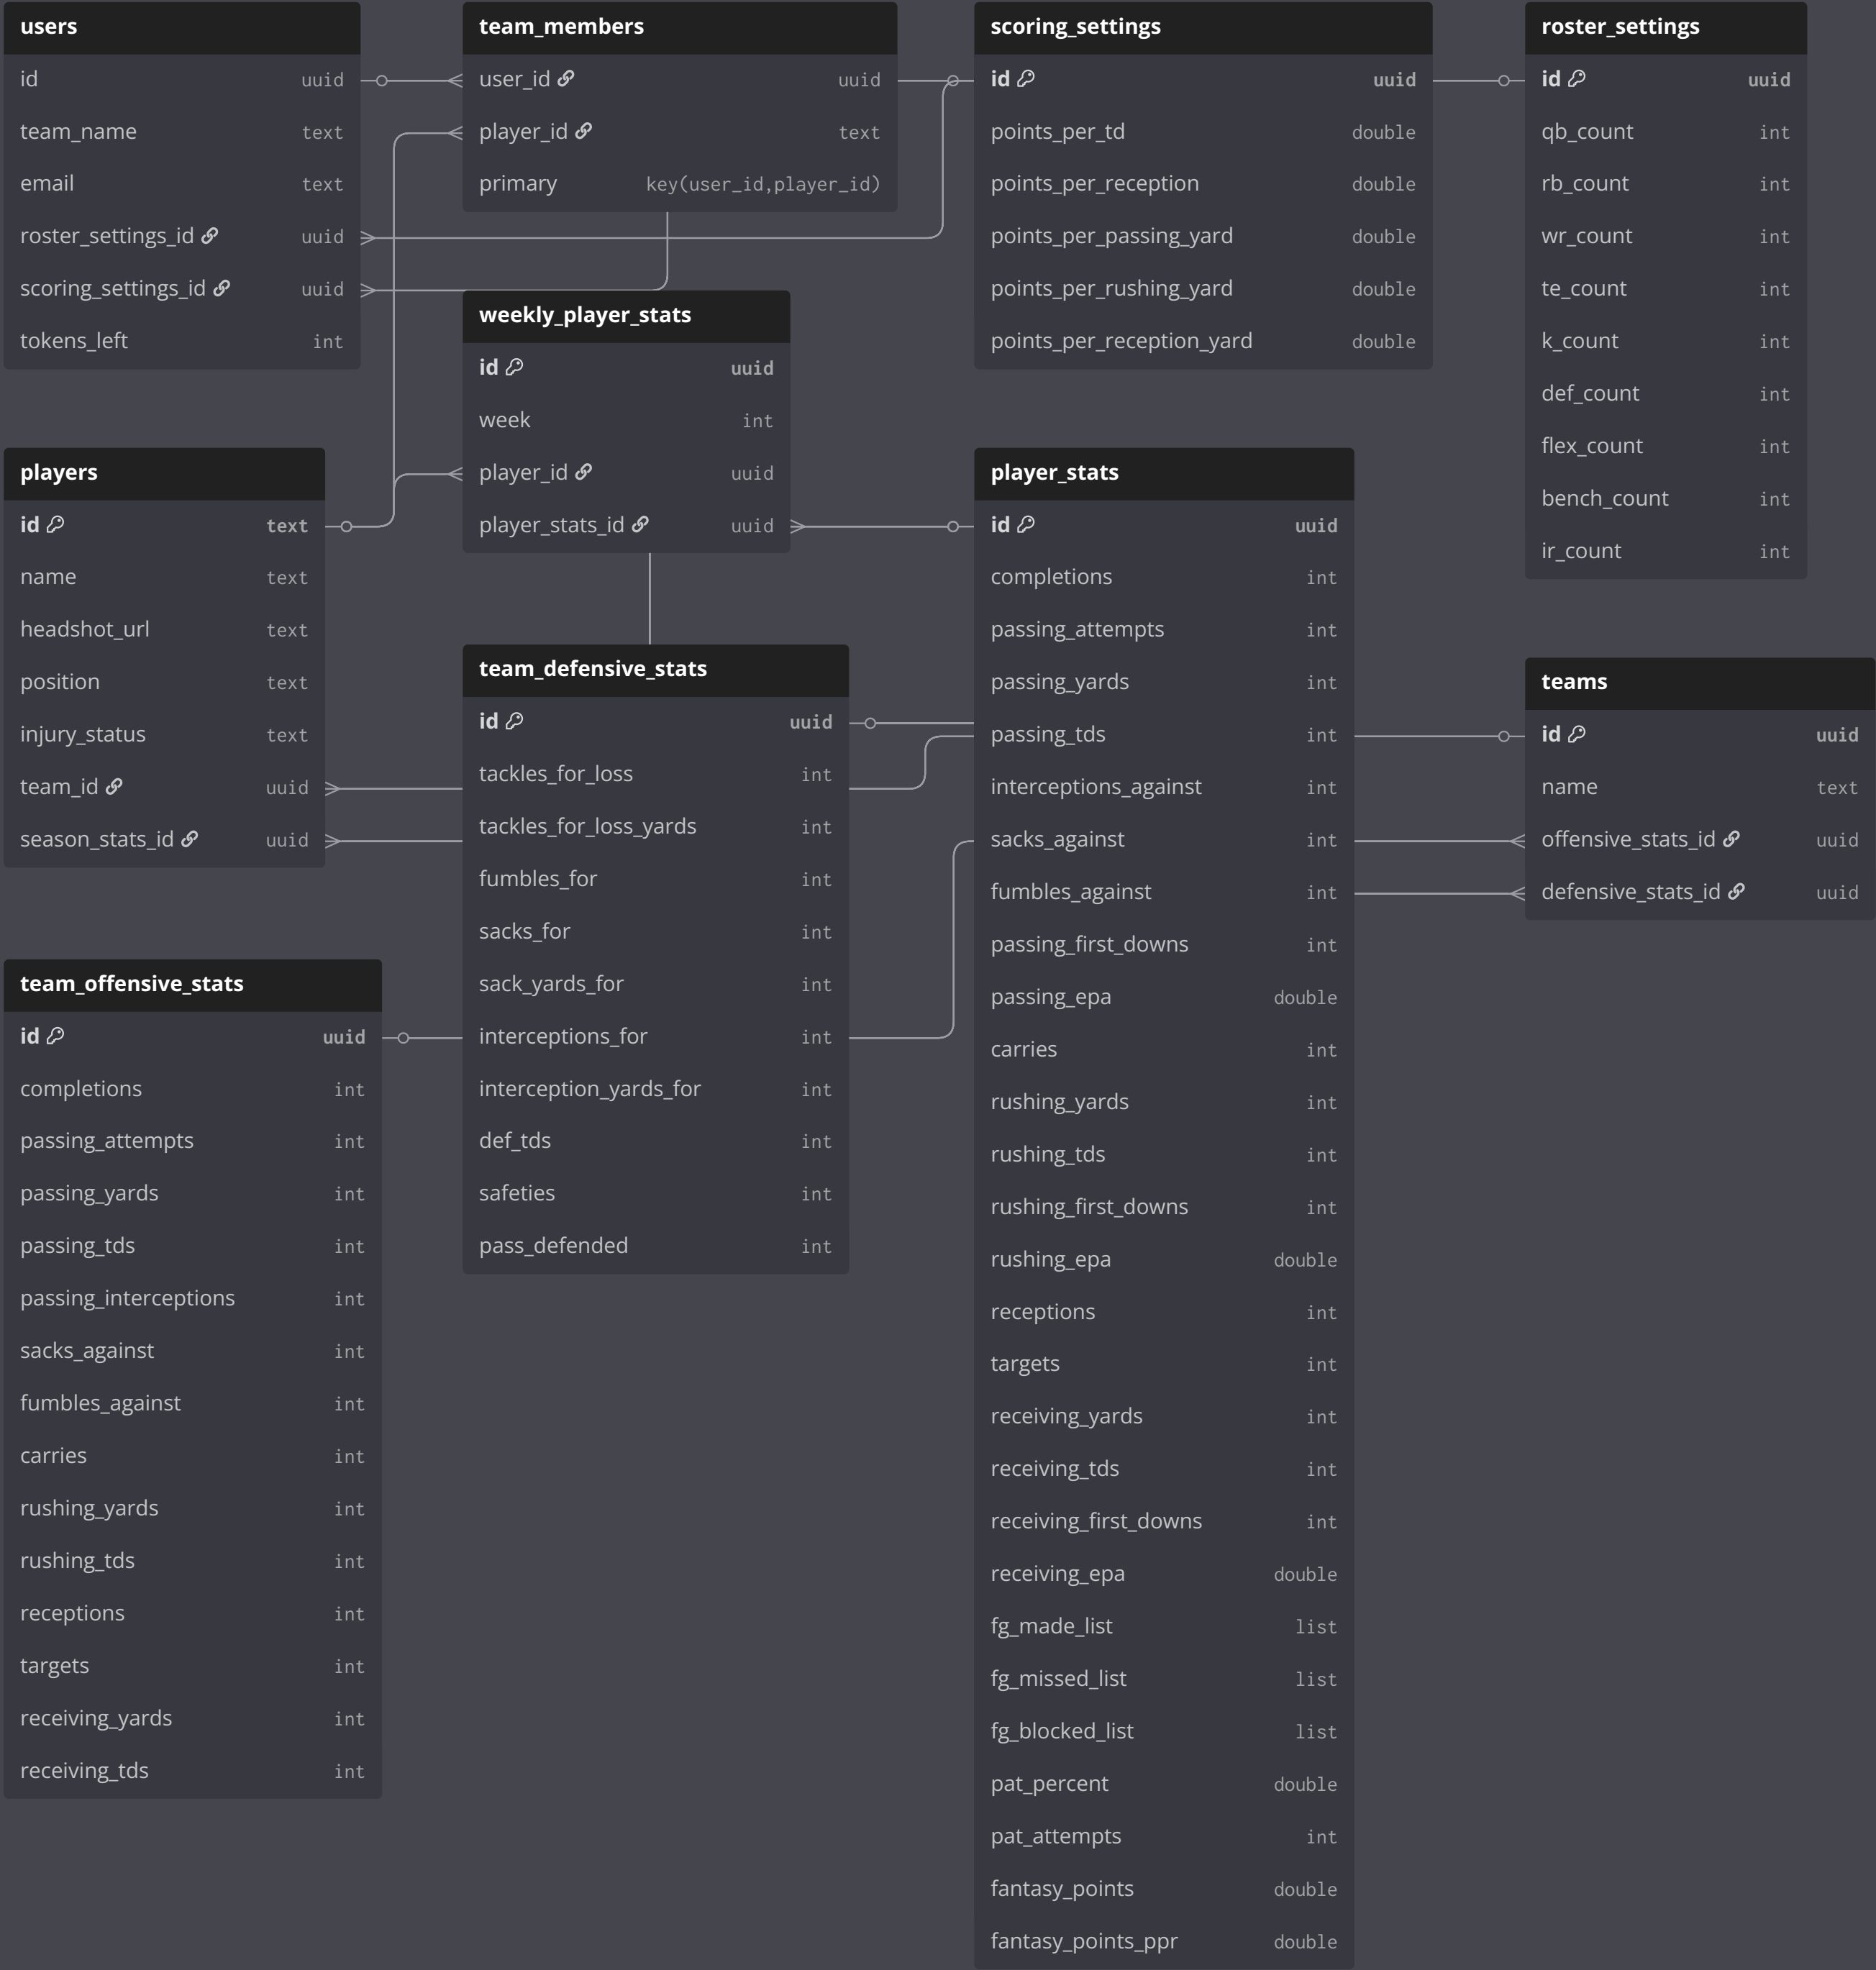 users
id uuid
team_name text
email text
roster_settings_id uuid
scoring_settings_id uuid
tokens_left int
team_members
user_id uuid
player_id text
primary key(user_id,player_id)
scoring_settings
id uuid
points_per_td double
points_per_reception double
points_per_passing_yard double
points_per_rushing_yard double
points_per_reception_yard double
roster_settings
id uuid
qb_count int
rb_count int
wr_count int
te_count int
k_count int
def_count int
flex_count int
bench_count int
ir_count int
weekly_player_stats
id uuid
week int
player_id uuid
player_stats_id uuid
players
id text
name text
headshot_url text
position text
injury_status text
team_id uuid
season_stats_id uuid
team_defensive_stats
id uuid
tackles_for_loss int
tackles_for_loss_yards int
fumbles_for int
sacks_for int
sack_yards_for int
interceptions_for int
interception_yards_for int
def_tds int
safeties int
pass_defended int
player_stats
id uuid
completions int
passing_attempts int
passing_yards int
passing_tds int
interceptions_against int
sacks_against int
fumbles_against int
passing_first_downs int
passing_epa double
carries int
rushing_yards int
rushing_tds int
rushing_first_downs int
rushing_epa double
receptions int
targets int
receiving_yards int
receiving_tds int
receiving_first_downs int
receiving_epa double
fg_made_list list
fg_missed_list list
fg_blocked_list list
pat_percent double
pat_attempts int
fantasy_points double
fantasy_points_ppr double
teams
id uuid
name text
offensive_stats_id uuid
defensive_stats_id uuid
team_offensive_stats
id uuid
completions int
passing_attempts int
passing_yards int
passing_tds int
passing_interceptions int
sacks_against int
fumbles_against int
carries int
rushing_yards int
rushing_tds int
receptions int
targets int
receiving_yards int
receiving_tds int